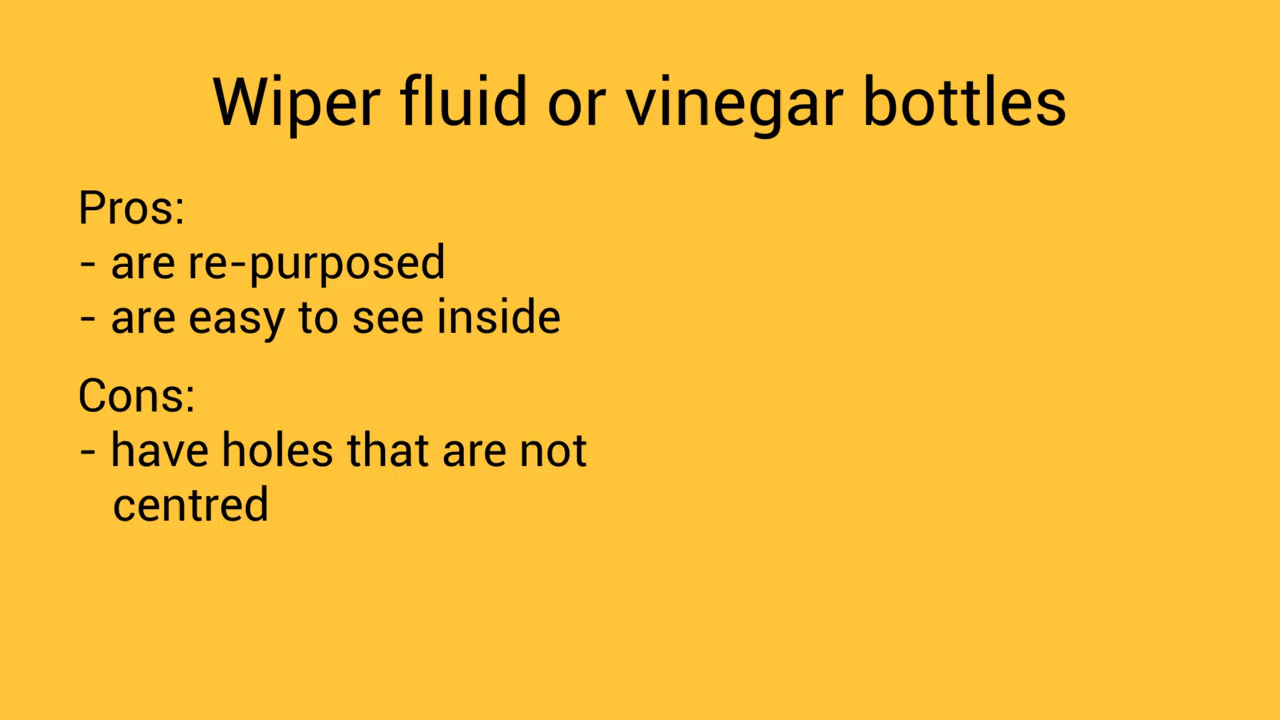 Wiper fluid or vinegar bottles
Pros:
- are re-purposed
- are easy to see inside
Cons:
- have holes that are not
centred